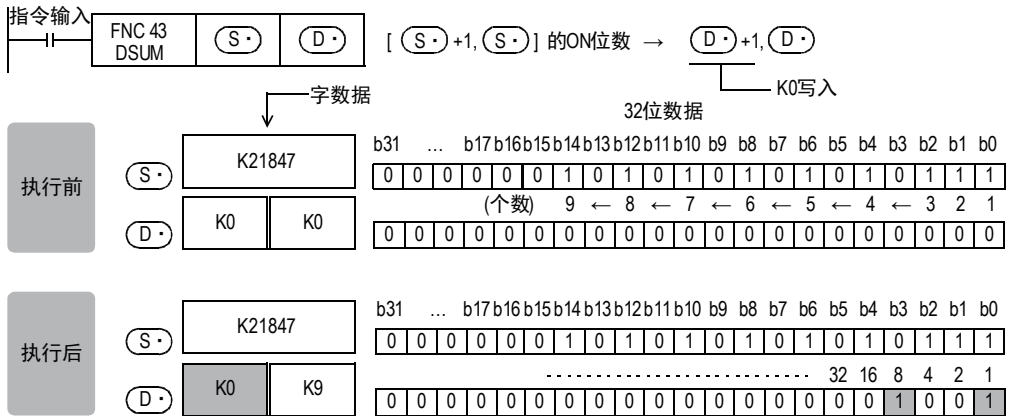 指令输入
FNC 43
DSUM
S· D· [ S· +1, S· ] 的ON位数 → D· +1, D·
K0写入
字数据
32位数据
执行前
b31 … b17 b16 b15 b14 b13 b12 b11 b10 b9 b8 b7 b6 b5 b4 b3 b2 b1 b0
S· K21847 0 0 0 0 0 0 1 0 1 0 1 0 1 0 1 0 1 0 1 1 1
(个数) 9 ← 8 ← 7 ← 6 ← 5 ← 4 ← 3 2 1
D· K0 K0 0 0 0 0 0 0 0 0 0 0 0 0 0 0 0 0 0 0 0 0 0
执行后
b31 … b17 b16 b15 b14 b13 b12 b11 b10 b9 b8 b7 b6 b5 b4 b3 b2 b1 b0
S· K21847 0 0 0 0 0 0 1 0 1 0 1 0 1 0 1 0 1 0 1 1 1
32 16 8 4 2 1
D· K0 K9 0 0 0 0 0 0 0 0 0 0 0 0 0 0 0 0 0 1 0 0 1